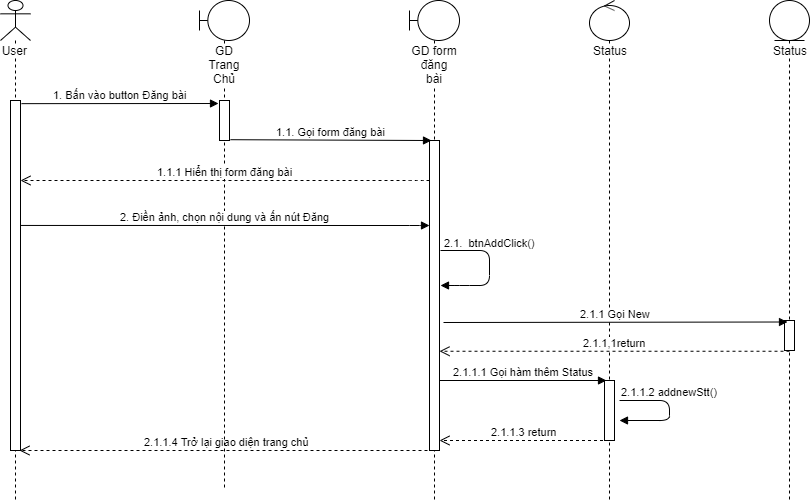 User
GD
Trang
Chủ
GD form
đăng
bài
Status
Status
1. Bấn vào button Đăng bài
1.1. Gọi form đăng bài
1.1.1 Hiển thị form đăng bài
2. Điền ảnh, chọn nội dung và ấn nút Đăng
2.1. btnAddClick()
2.1.1 Gọi New
2.1.1.1return
2.1.1.1 Gọi hàm thêm Status
2.1.1.2 addnewStt()
2.1.1.3 return
2.1.1.4 Trở lại giao diện trang chủ